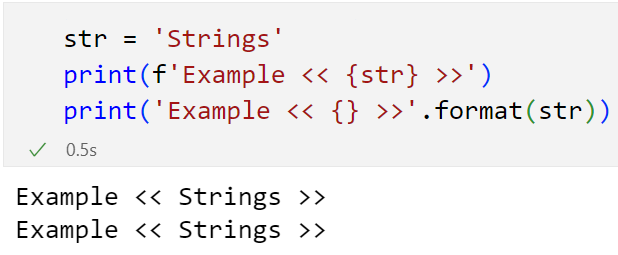 str = 'Strings'
print(f'Example << {str} >>')
print('Example << {} >>'.format(str))
0.5s
Example << Strings >>
Example << Strings >>